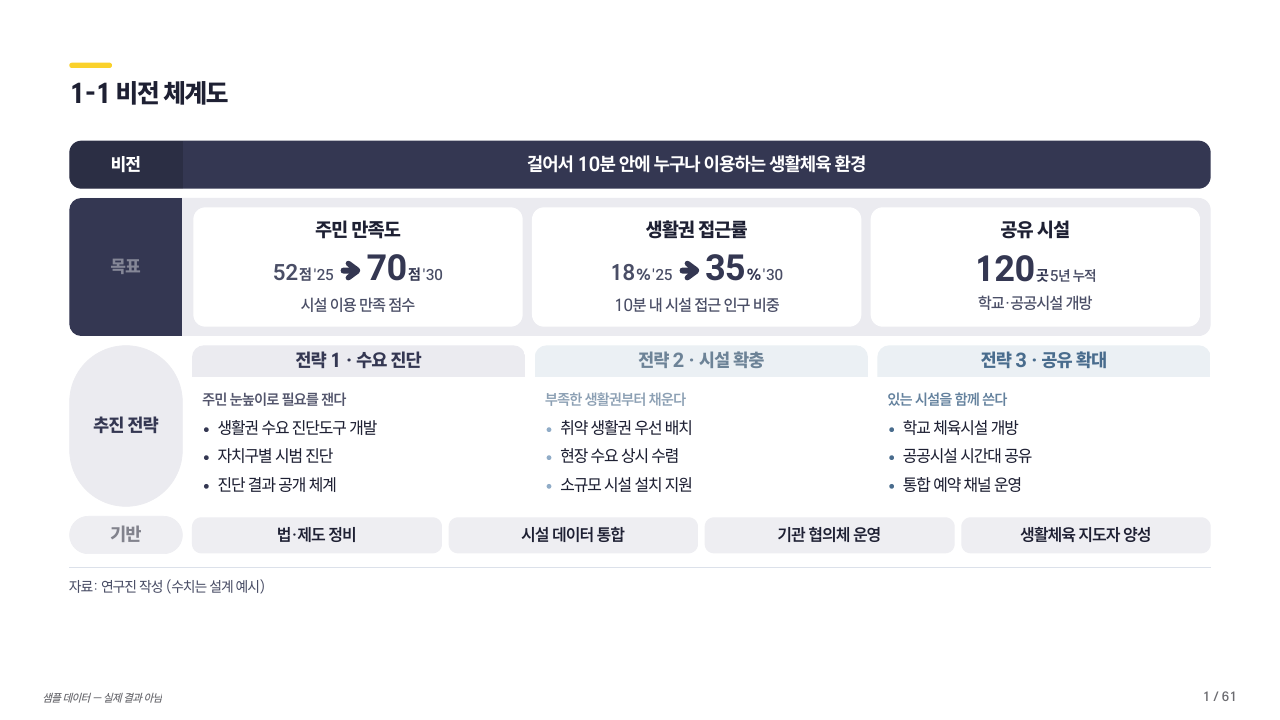 1-1 비전 체계도
비전
걸어서 10분 안에 누구나 이용하는 생활체육 환경
목표
주민 만족도
52점 '25 → 70점 '30
시설 이용 만족 점수
생활권 접근률
18% '25 → 35% '30
10분 내 시설 접근 인구 비중
공유 시설
120곳 5년 누적
학교·공공시설 개방
추진 전략
전략 1 · 수요 진단
주민 눈높이로 필요를 잰다
• 생활권 수요 진단도구 개발
• 자치구별 시범 진단
• 진단 결과 공개 체계
전략 2 · 시설 확충
부족한 생활권부터 채운다
• 취약 생활권 우선 배치
• 현장 수요 상시 수렴
• 소규모 시설 설치 지원
전략 3 · 공유 확대
있는 시설을 함께 쓴다
• 학교 체육시설 개방
• 공공시설 시간대 공유
• 통합 예약 채널 운영
기반
법·제도 정비
시설 데이터 통합
기관 협의체 운영
생활체육 지도자 양성
자료: 연구진 작성 (수치는 설계 예시)
샘플 데이터 — 실제 결과 아님
1 / 61